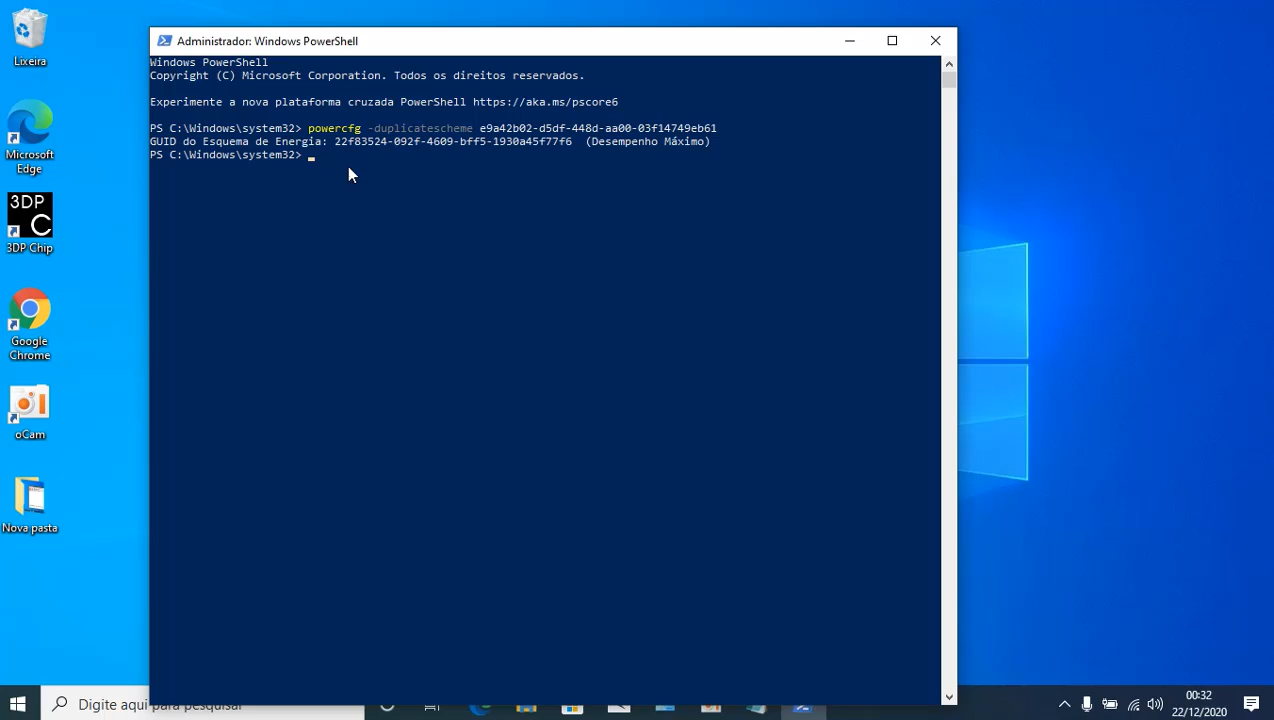 Lixeira
Microsoft
Edge
3DP
C
3DP Chip
Google
Chrome
oCam
Nova pasta
Administrador: Windows PowerShell
Windows PowerShell
Copyright (C) Microsoft Corporation. Todos os direitos reservados.
Experimente a nova plataforma cruzada PowerShell https://aka.ms/pscore6
PS C:\Windows\system32> powercfg -duplicatescheme e9a42b02-d5df-448d-aa00-03f14749eb61
GUID do Esquema de Energia: 22f83524-092f-4609-bff5-1930a45f77f6  (Desempenho Máximo)
PS C:\Windows\system32>
Digite aqui para pesquisar
00:32
22/12/2020